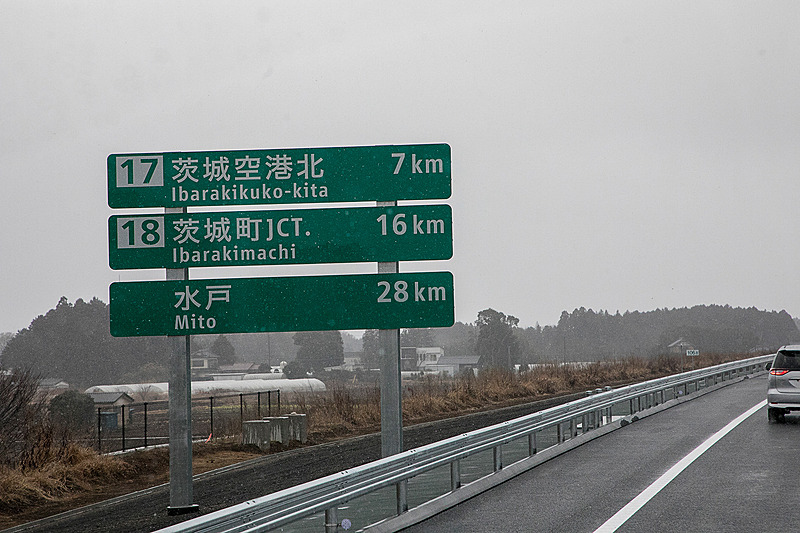 17 茨城空港北 7 km
Ibarakikuko-kita
18 茨城町JCT. 16 km
Ibarakimachi
水戸 28 km
Mito